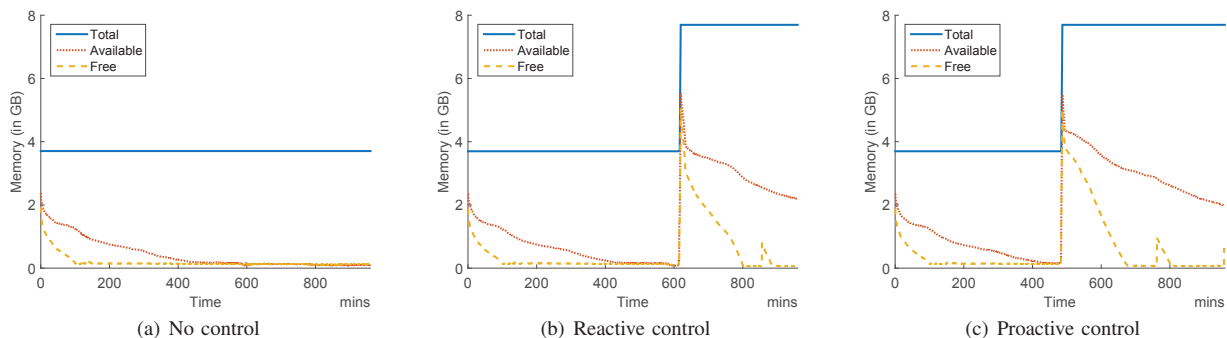 8
6
4
2
0
Memory (in GB)
Total
Available
Free
0
200
400
600
800
Time
mins
(a) No control
8
6
4
2
0
Memory (in GB)
Total
Available
Free
0
200
400
600
800
Time
mins
(b) Reactive control
8
6
4
2
0
Memory (in GB)
Total
Available
Free
0
200
400
600
800
Time
mins
(c) Proactive control